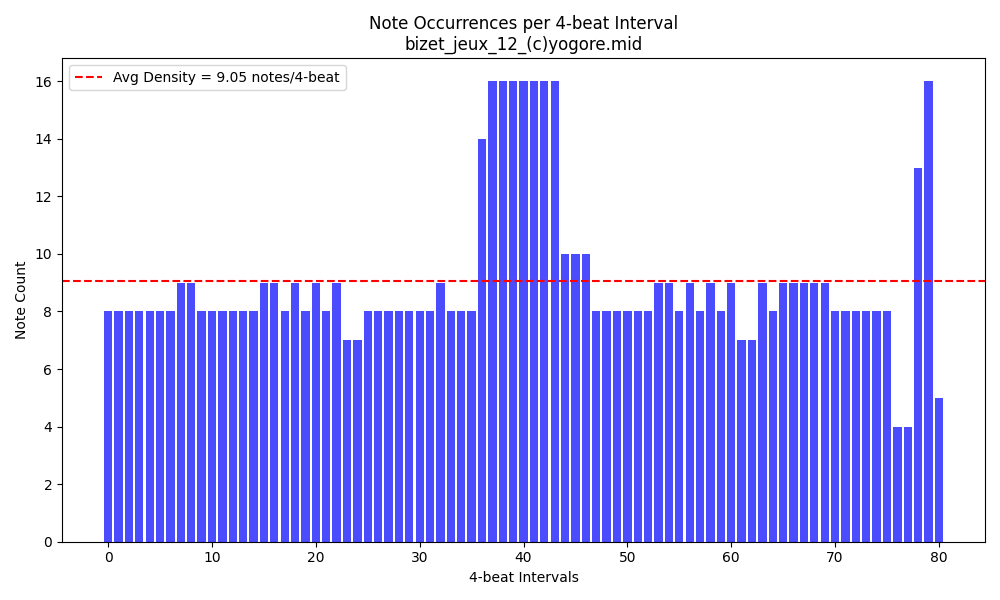 Note Occurrences per 4-beat Interval
bizet_jeux_12_(c)yogore.mid
Avg Density = 9.05 notes/4-beat
Note Count
16
14
12
10
8
6
4
2
0
0 10 20 30 40 50 60 70 80
4-beat Intervals